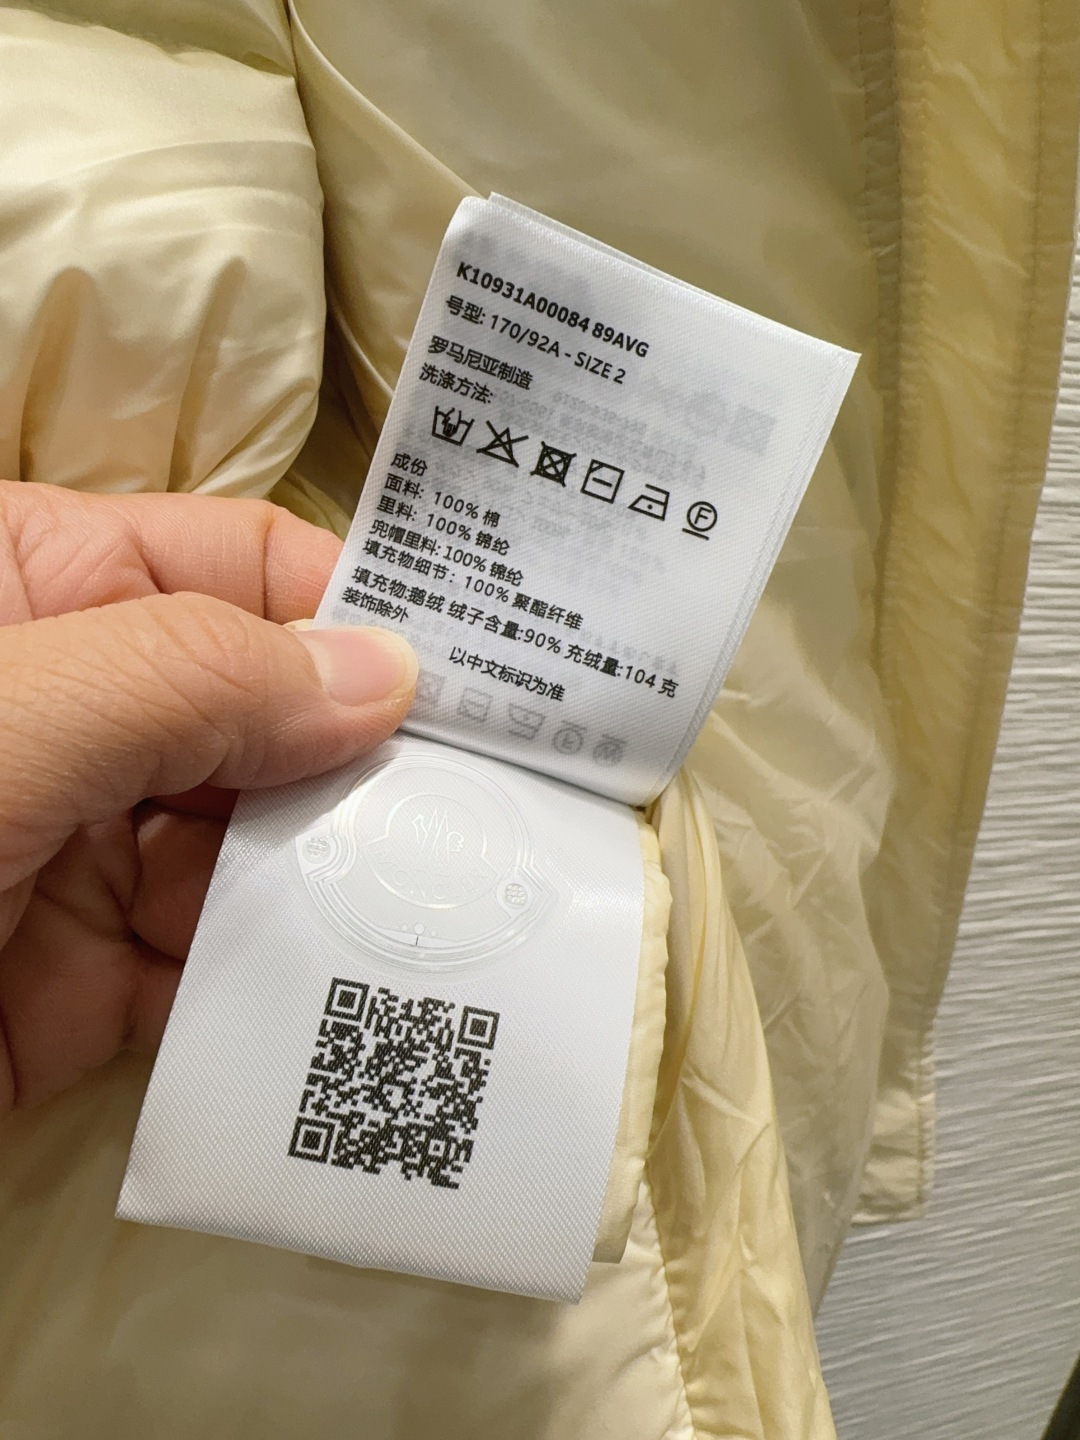 K10931A00084 89AVG
号型: 170/92A - SIZE 2
罗马尼亚制造
洗涤方法:
F
成份
面料: 100% 棉
里料: 100% 锦纶
兜帽里料: 100% 锦纶
填充物细节: 100% 聚酯纤维
填充物:鹅绒 绒子含量:90% 充绒量:104 克
装饰除外
以中文标识为准